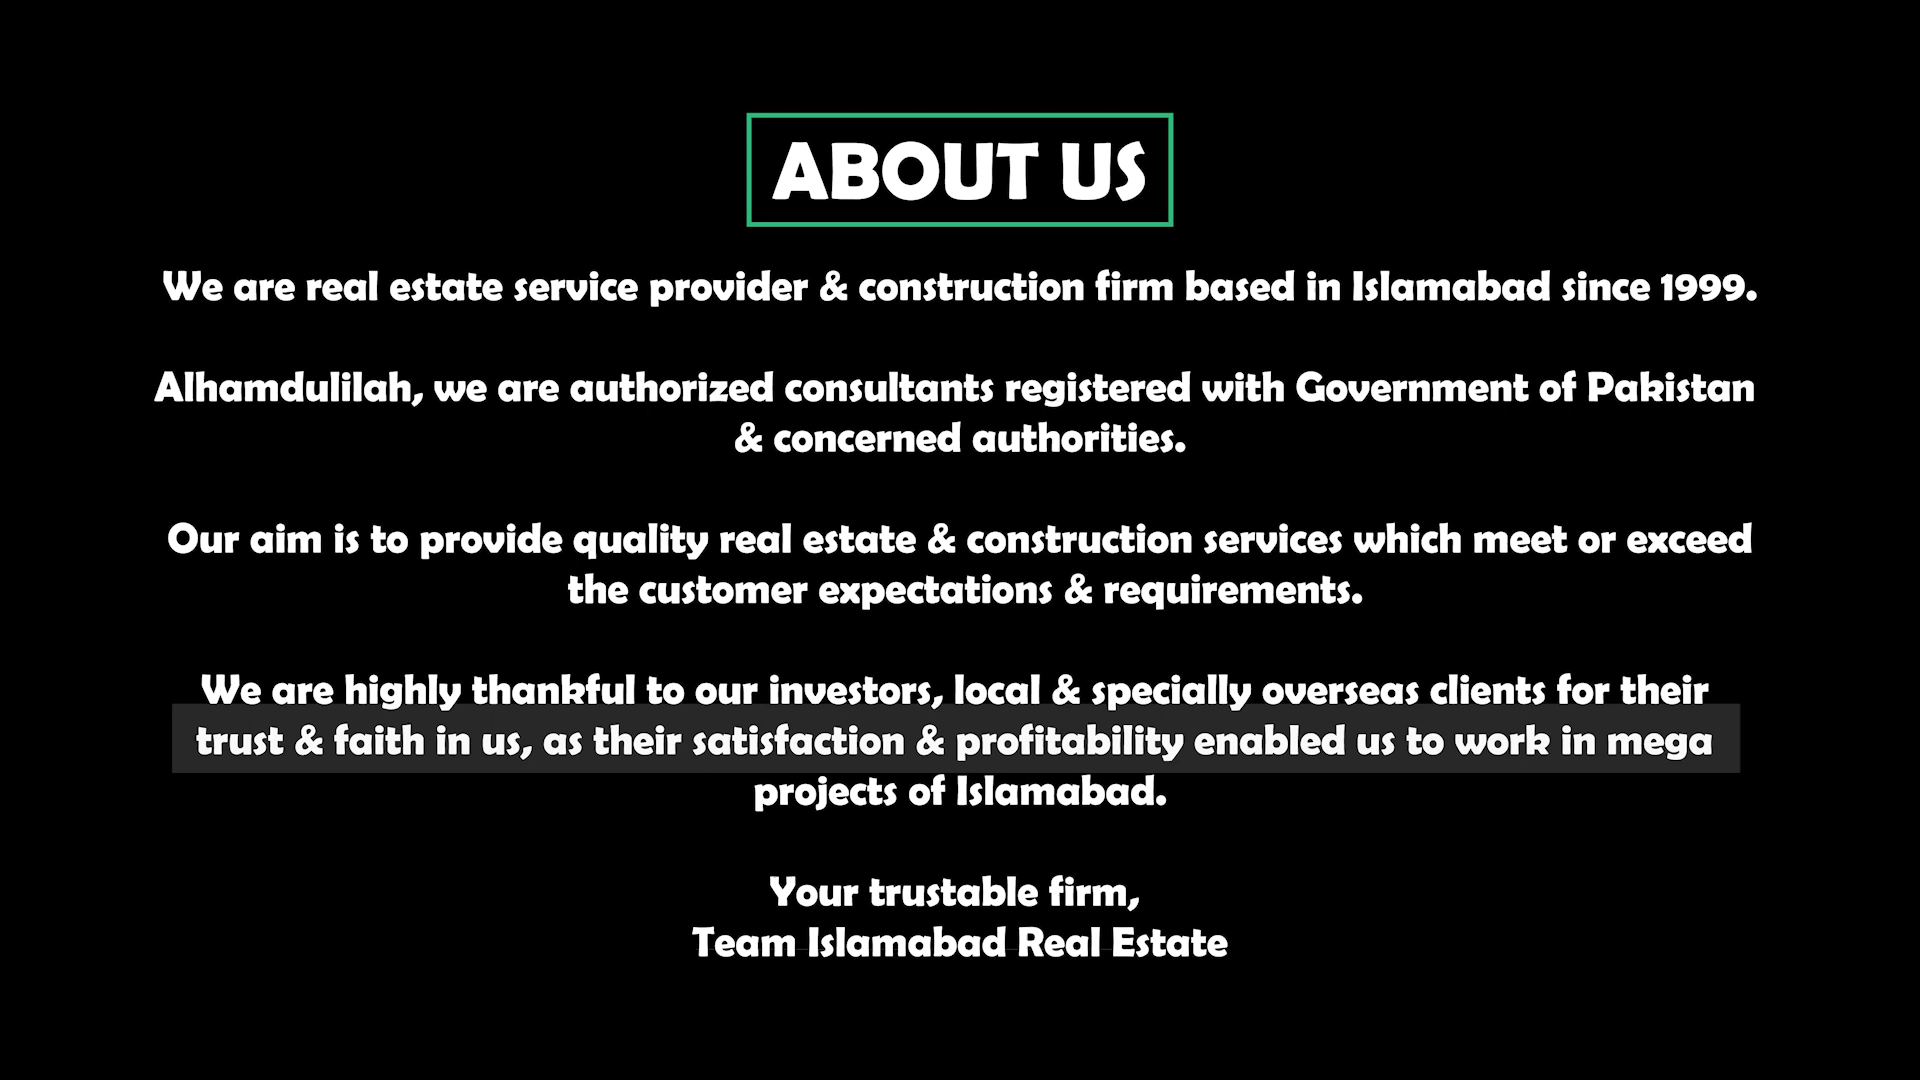 ABOUT US
We are real estate service provider & construction firm based in Islamabad since 1999.
Alhamdulilah, we are authorized consultants registered with Government of Pakistan
& concerned authorities.
Our aim is to provide quality real estate & construction services which meet or exceed
the customer expectations & requirements.
We are highly thankful to our investors, local & specially overseas clients for their
trust & faith in us, as their satisfaction & profitability enabled us to work in mega
projects of Islamabad.
Your trustable firm,
Team Islamabad Real Estate